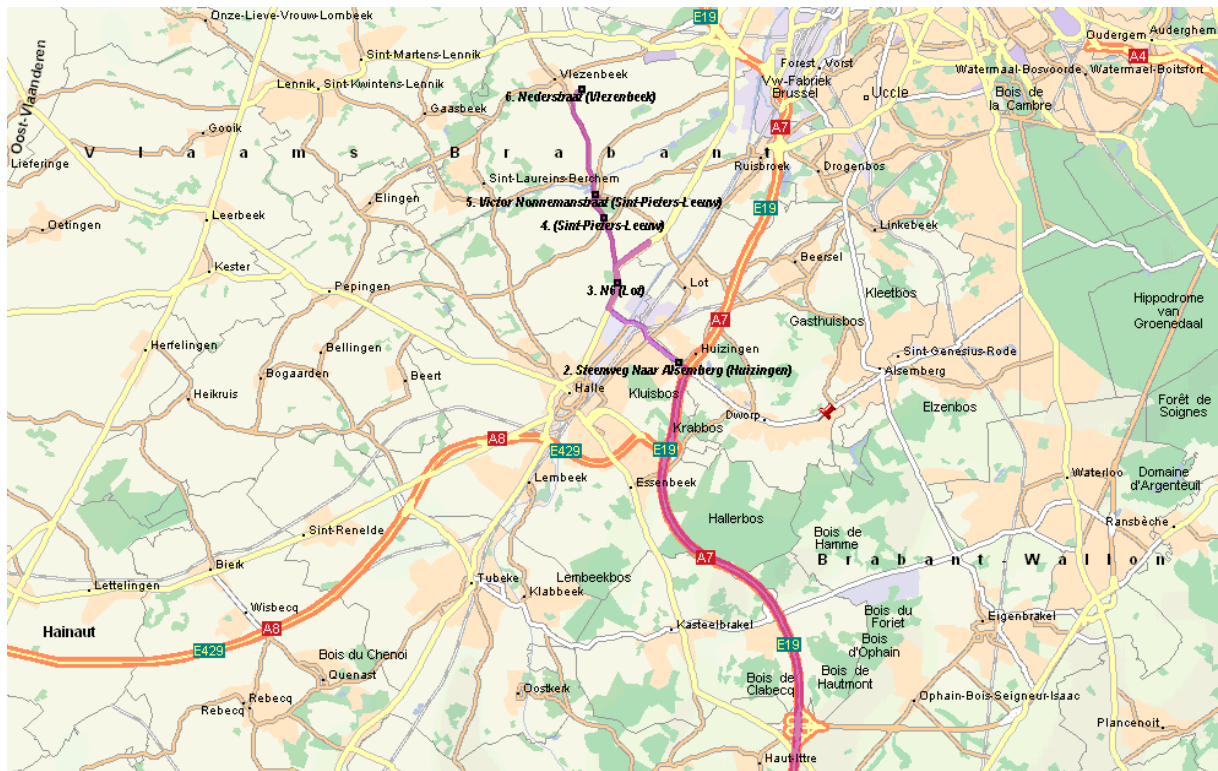 Onze-Lieve-Vrouw-Lombeek
E19
Oudergem
Auderghem
A4
Sint-Martens-Lennik
Forest
Vorst
Watermaal-Bosvoorde
Watermael-Boitsfort
Oost-Vlaanderen
Vlezenbeek
Vw-Fabriek
Brussel
Lennik
Sint-Kwintens-Lennik
6. Nederstraat (Vlezenbeek)
Uccle
Bois de
la Cambre
Gaasbeek
A7
Gooik
Vlaams Brabant
Lieferinge
Ruisbroek
Drogenbos
Sint-Laureins-Berchem
Elingen
5. Victor Nonnemanstraat (Sint-Pieters-Leeuw)
E19
Leerbeek
4. (Sint-Pieters-Leeuw)
Oetingen
Linkebeek
Beersel
Kester
Pepingen
3. N6 (Lot)
Lot
Kleetbos
Hippodrome
van
Groenedaal
A7
Gasthuisbos
Herfelingen
Bellingen
Huizingen
Sint-Genesius-Rode
2. Steenweg Naar Alsemberg (Huizingen)
Alsemberg
Bogaarden
Beert
Halle
Kluisbos
Heikruis
Dworp
Elzenbos
Forêt de
Soignes
Krabbos
A8
E429
E19
Waterloo
Domaine
d'Argenteuil
Lembeek
Essenbeek
Hallerbos
Ransbèche
Sint-Renelde
Bois de
Hamme
Brabant-Wallon
A7
Bierk
Lembeekbos
Tubeke
Lettelingen
Klabbeek
Wisbecq
Bois du
Foriet
Eigenbrakel
Hainaut
A8
Kasteelbrakel
E429
E19
Bois
d'Ophain
Bois du Chenoi
Quenast
Bois de
Clabecq
Bois de
Hautmont
Rebecq
Rebecq
Oostkerk
Ophain-Bois-Seigneur-Isaac
Plancenoit
Haut-Ittre